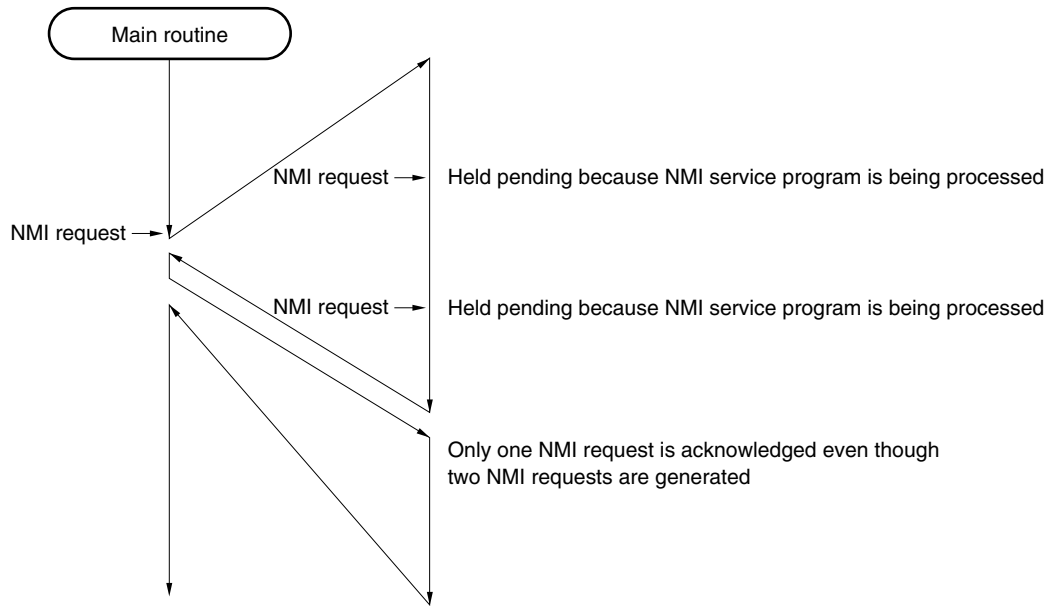 Main routine
NMI request
Held pending because NMI service program is being processed
NMI request
NMI request
Held pending because NMI service program is being processed
Only one NMI request is acknowledged even though
two NMI requests are generated